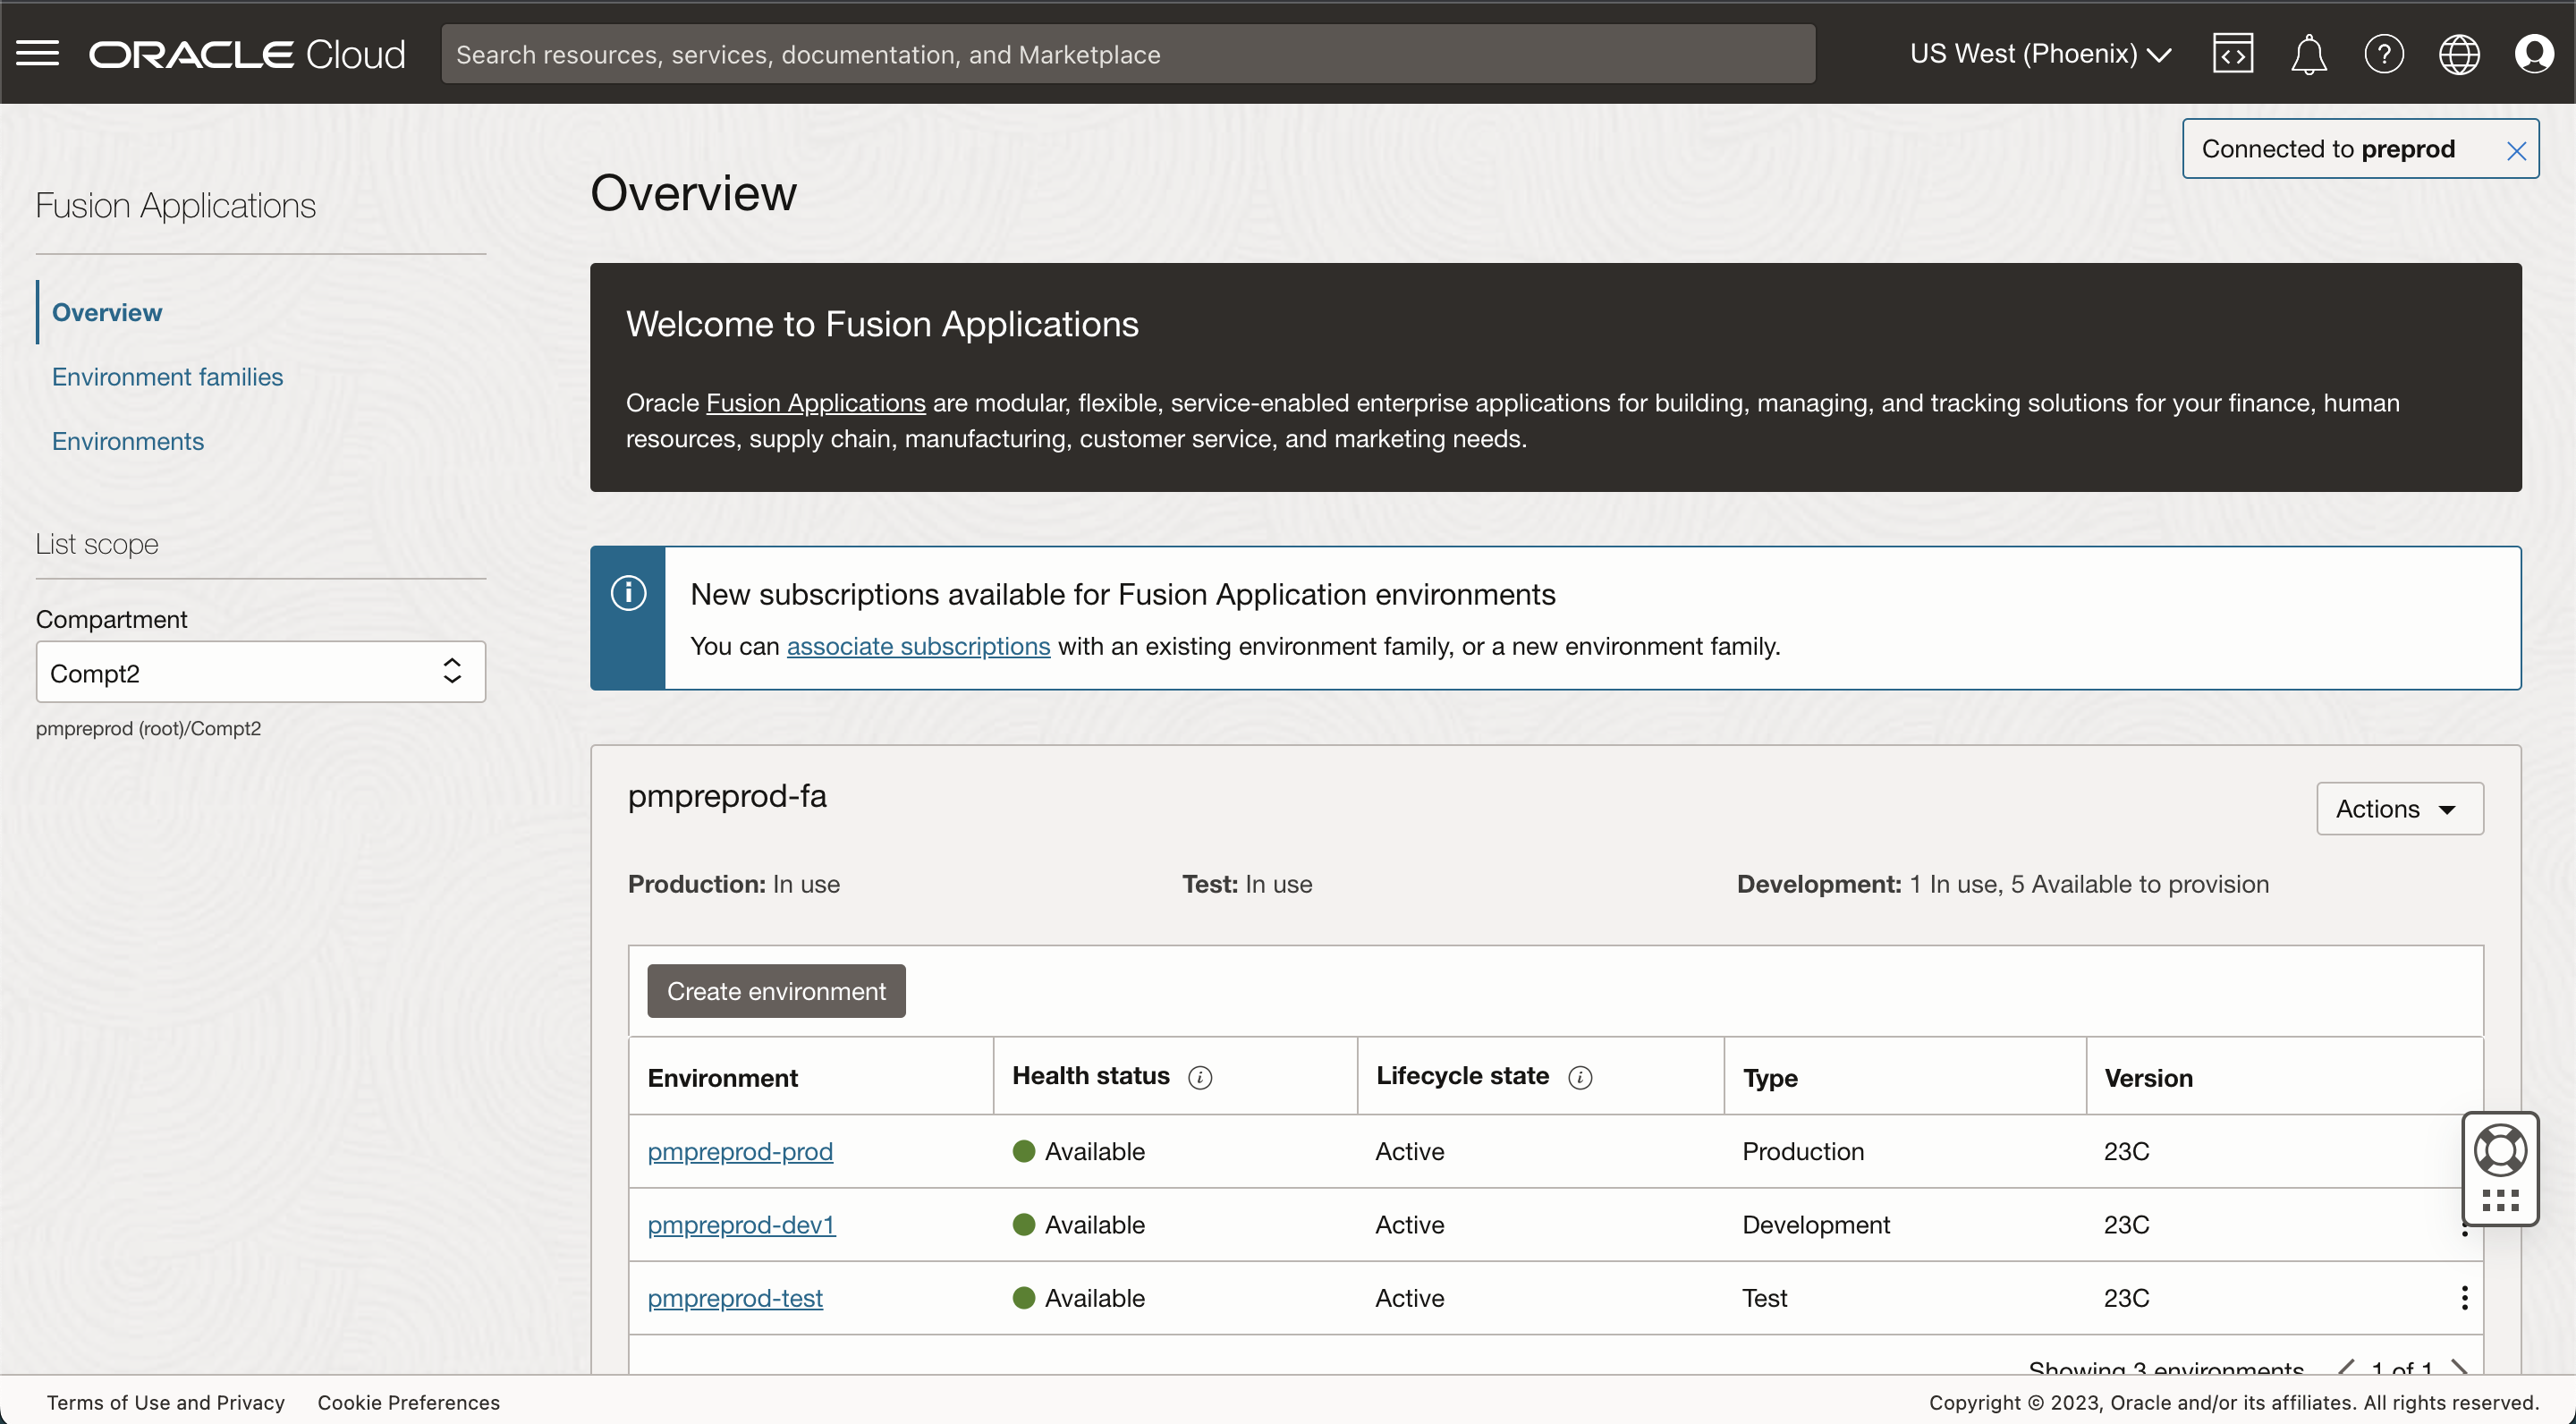 ORACLE Cloud
Search resources, services, documentation, and Marketplace
US West (Phoenix)
Connected to preprod
Fusion Applications
Overview
Environment families
Environments
List scope
Compartment
Compt2
pmpreprod (root)/Compt2
Overview
Welcome to Fusion Applications
Oracle Fusion Applications are modular, flexible, service-enabled enterprise applications for building, managing, and tracking solutions for your finance, human
resources, supply chain, manufacturing, customer service, and marketing needs.
New subscriptions available for Fusion Application environments
You can associate subscriptions with an existing environment family, or a new environment family.
pmpreprod-fa
Actions
Production: In use Test: In use Development: 1 In use, 5 Available to provision
Create environment
Environment Health status Lifecycle state Type Version
pmpreprod-prod Available Active Production 23C
pmpreprod-dev1 Available Active Development 23C
pmpreprod-test Available Active Test 23C
Showing 3 environments 1 of 1
Terms of Use and Privacy Cookie Preferences
Copyright © 2023, Oracle and/or its affiliates. All rights reserved.